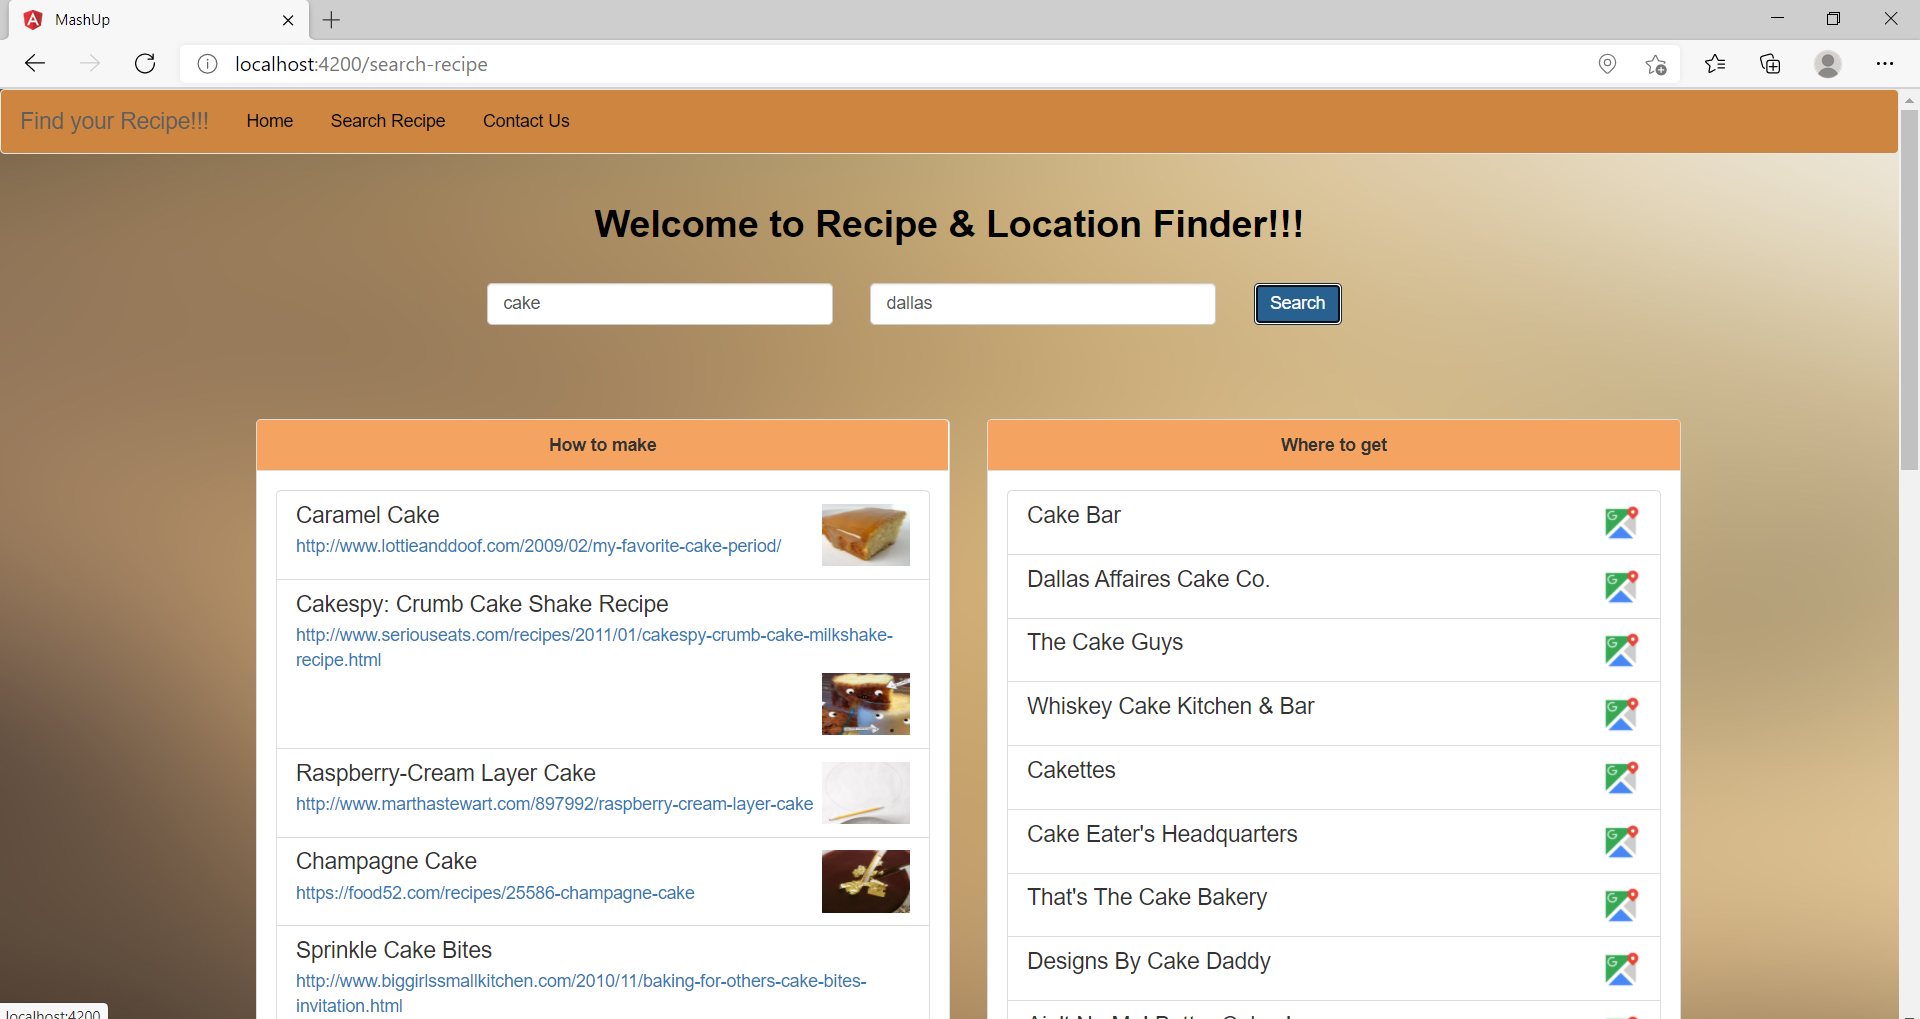 MashUp
localhost:4200/search-recipe
Find your Recipe!!! Home Search Recipe Contact Us
Welcome to Recipe & Location Finder!!!
cake dallas Search
How to make
Caramel Cake
http://www.lottieanddoof.com/2009/02/my-favorite-cake-period/
Cakespy: Crumb Cake Shake Recipe
http://www.seriouseats.com/recipes/2011/01/cakespy-crumb-cake-milkshake-
recipe.html
Raspberry-Cream Layer Cake
http://www.marthastewart.com/897992/raspberry-cream-layer-cake
Champagne Cake
https://food52.com/recipes/25586-champagne-cake
Sprinkle Cake Bites
http://www.biggirlssmallkitchen.com/2010/11/baking-for-others-cake-bites-
invitation.html
Where to get
Cake Bar
Dallas Affaires Cake Co.
The Cake Guys
Whiskey Cake Kitchen & Bar
Cakettes
Cake Eater's Headquarters
That's The Cake Bakery
Designs By Cake Daddy
localhost:4200